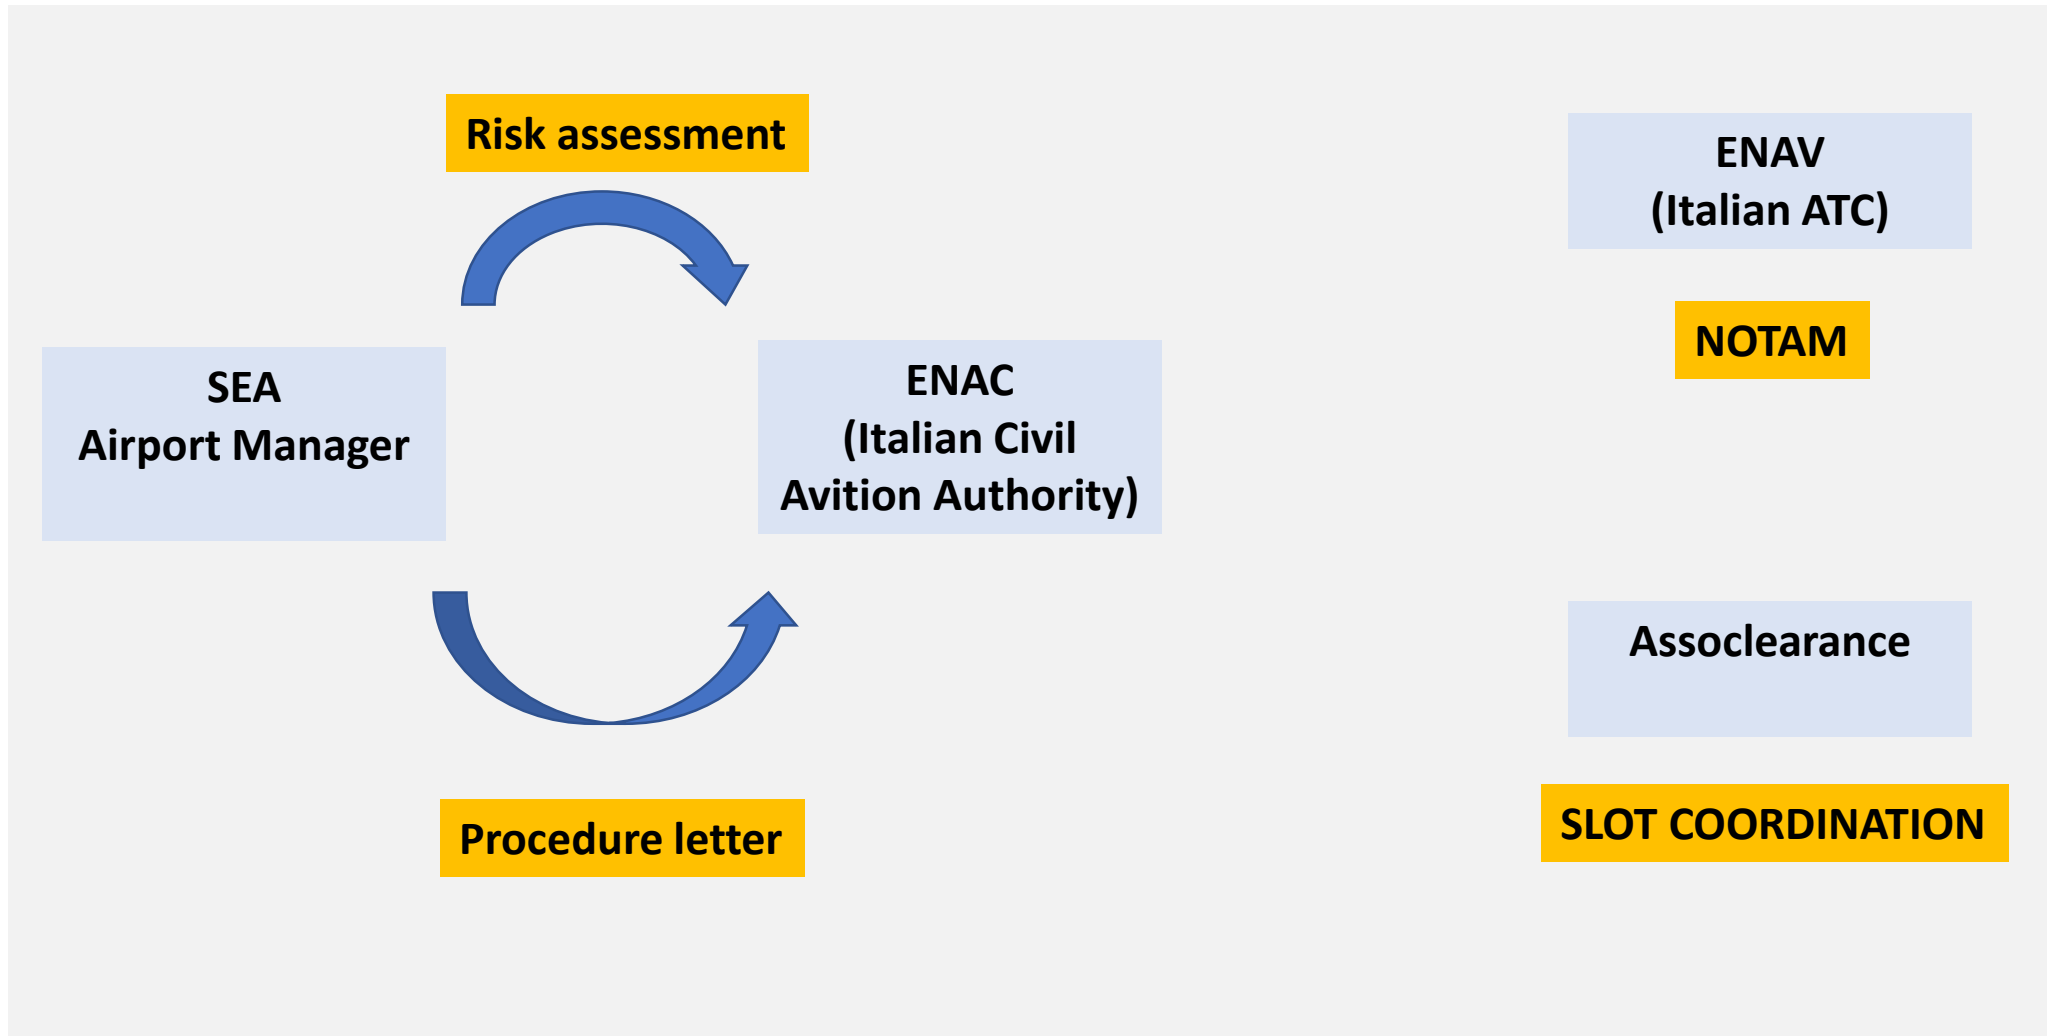 Risk assessment
SEA
Airport Manager
ENAC
(Italian Civil
Avition Authority)
Procedure letter
ENAV
(Italian ATC)
NOTAM
Assoclearance
SLOT COORDINATION